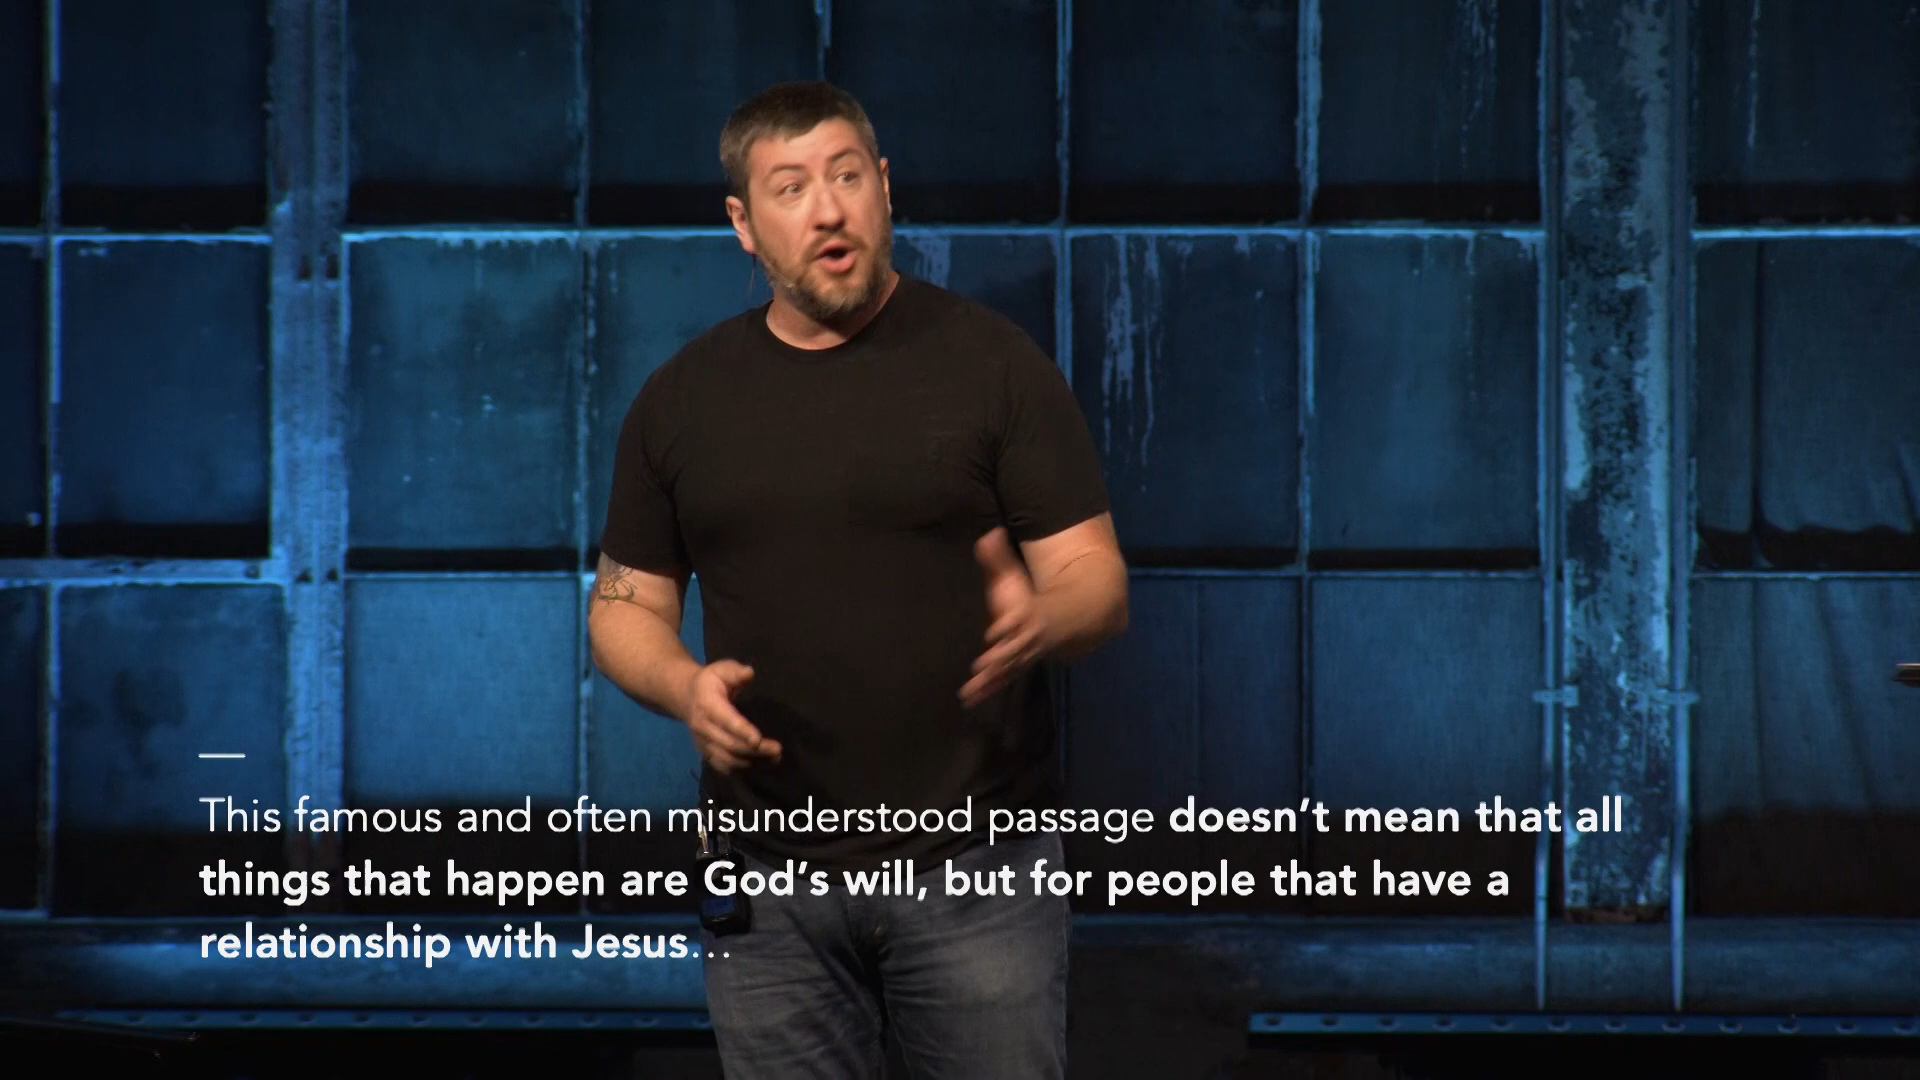 This famous and often misunderstood passage doesn’t mean that all
things that happen are God’s will, but for people that have a
relationship with Jesus…